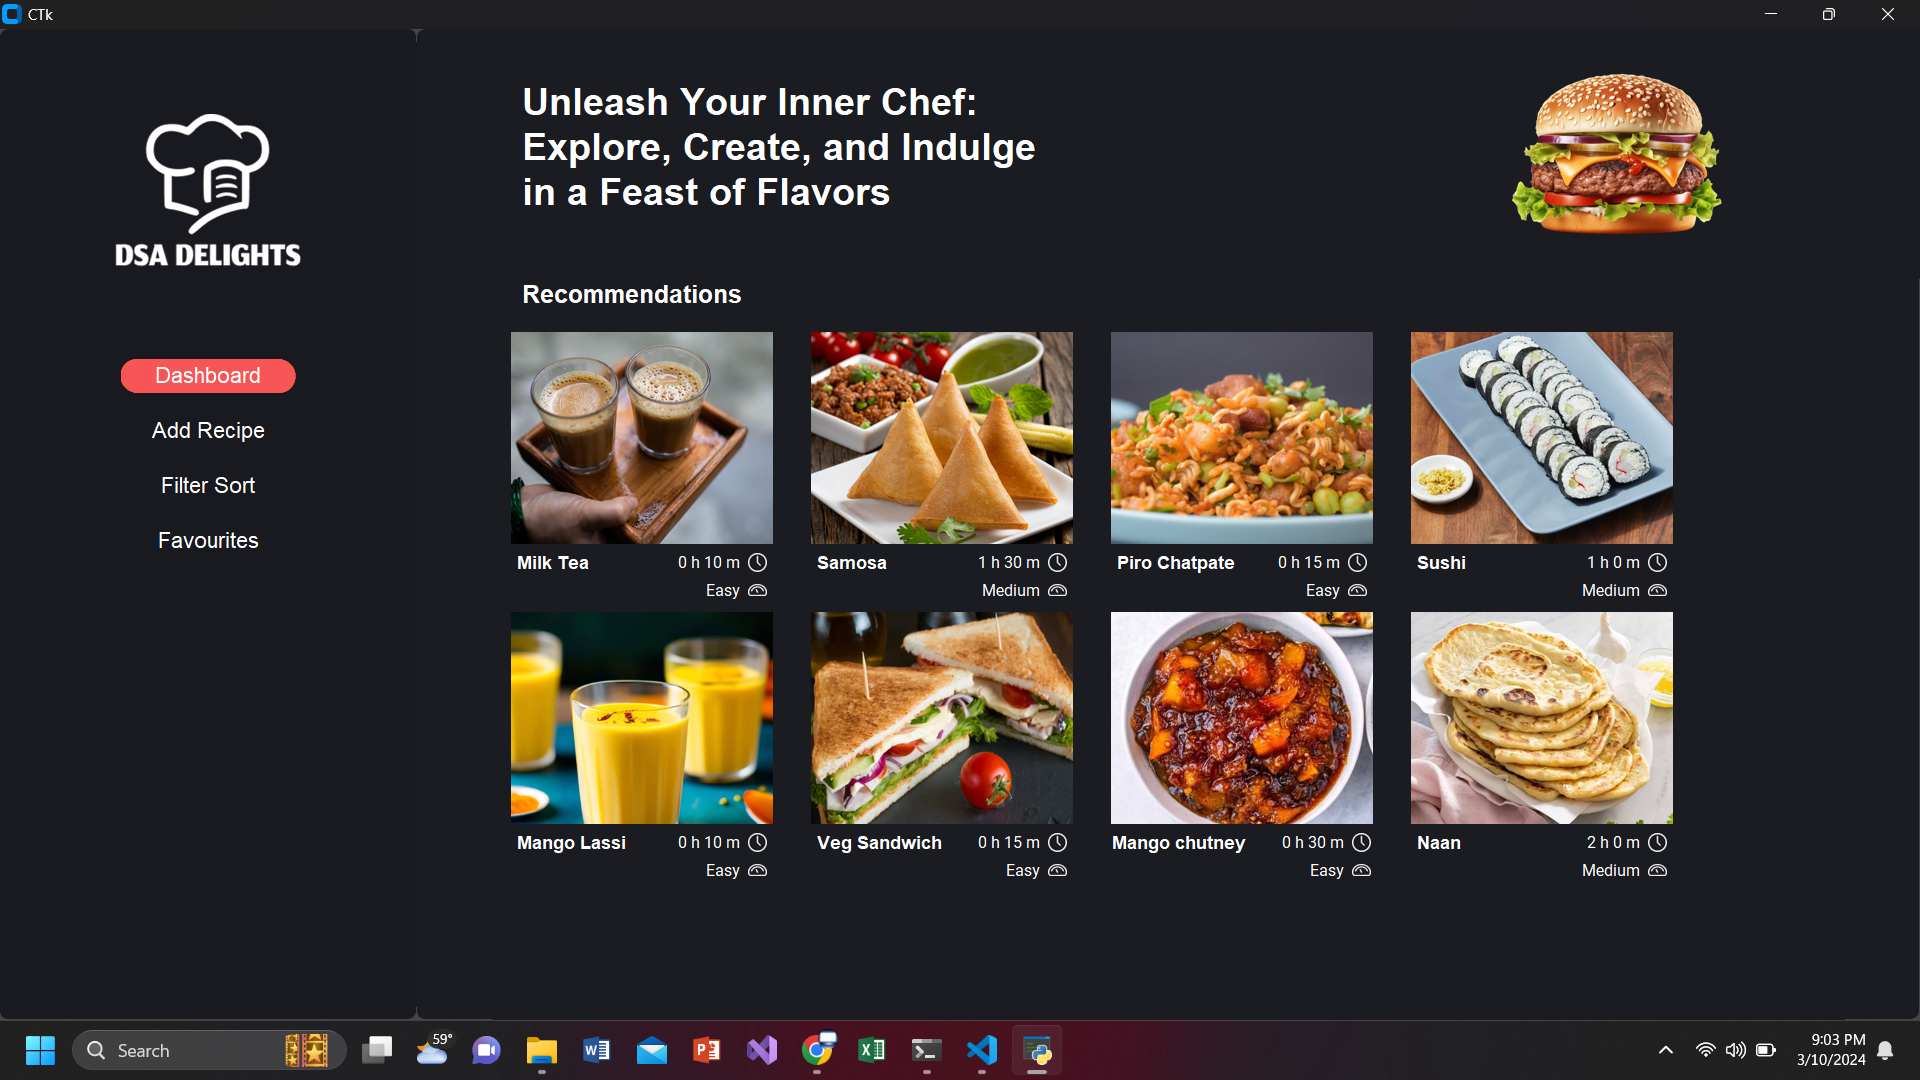 CTk
DSA DELIGHTS
Dashboard
Add Recipe
Filter Sort
Favourites
Unleash Your Inner Chef:
Explore, Create, and Indulge
in a Feast of Flavors
Recommendations
Milk Tea 0 h 10 m
Easy
Samosa 1 h 30 m
Medium
Piro Chatpate 0 h 15 m
Easy
Sushi 1 h 0 m
Medium
Mango Lassi 0 h 10 m
Easy
Veg Sandwich 0 h 15 m
Easy
Mango chutney 0 h 30 m
Easy
Naan 2 h 0 m
Medium
Search
59°
9:03 PM
3/10/2024